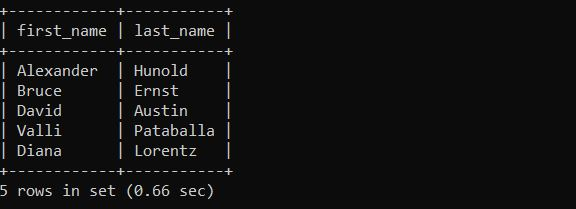 +------------+-----------+
| first_name | last_name |
+------------+-----------+
| Alexander  | Hunold    |
| Bruce      | Ernst     |
| David      | Austin    |
| Valli      | Pataballa |
| Diana      | Lorentz   |
+------------+-----------+
5 rows in set (0.66 sec)